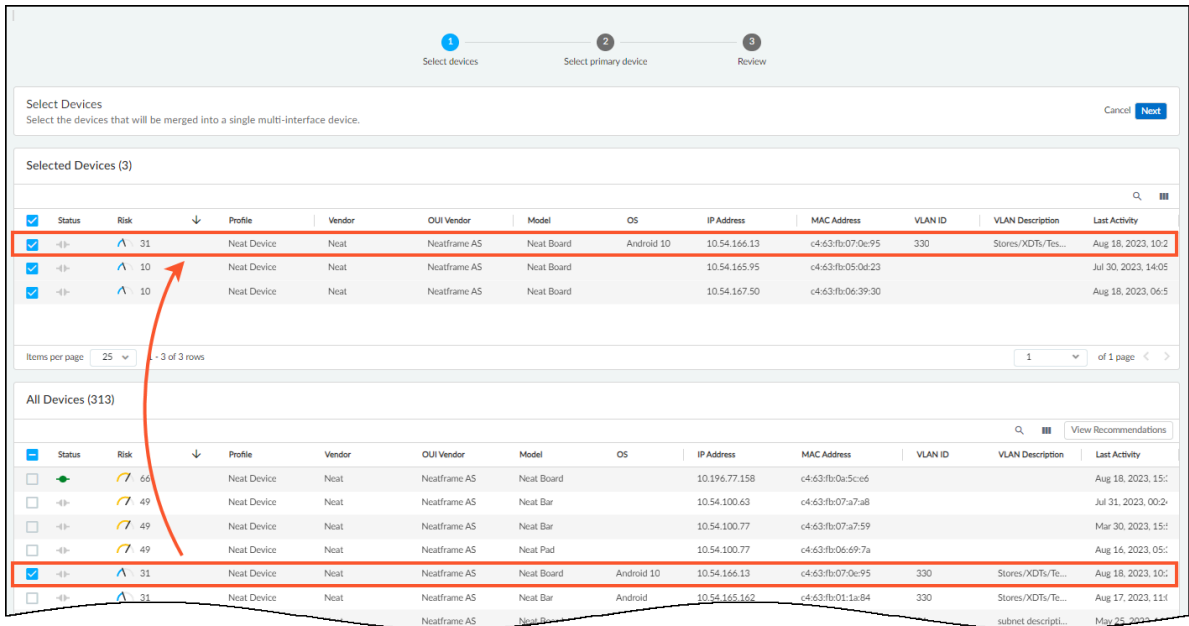 1 2 3
Select devices Select primary device Review
Select Devices
Select the devices that will be merged into a single multi-interface device.
Cancel Next
Selected Devices (3)
Status Risk Profile Vendor OUI Vendor Model OS IP Address MAC Address VLAN ID VLAN Description Last Activity
31 Neat Device Neat Neatframe AS Neat Board Android 10 10.54.166.13 c4:63:fb:07:0e:95 330 Stores/XDTs/Tes... Aug 18, 2023, 10:2
10 Neat Device Neat Neatframe AS Neat Board 10.54.165.95 c4:63:fb:05:0d:23 Jul 30, 2023, 14:05
10 Neat Device Neat Neatframe AS Neat Board 10.54.167.50 c4:63:fb:06:39:30 Aug 18, 2023, 06:5
Items per page 25 - 3 of 3 rows 1 of 1 page
All Devices (313)
View Recommendations
Status Risk Profile Vendor OUI Vendor Model OS IP Address MAC Address VLAN ID VLAN Description Last Activity
66 Neat Device Neat Neatframe AS Neat Board 10.196.77.158 c4:63:fb:0a:5c:e6 Aug 18, 2023, 15:
49 Neat Device Neat Neatframe AS Neat Bar 10.54.100.63 c4:63:fb:07:a7:a8 Jul 31, 2023, 00:2
49 Neat Device Neat Neatframe AS Neat Bar 10.54.100.77 c4:63:fb:07:a7:59 Mar 30, 2023, 15:
49 Neat Device Neat Neatframe AS Neat Pad 10.54.100.77 c4:63:fb:06:69:7a Aug 16, 2023, 05:
31 Neat Device Neat Neatframe AS Neat Board Android 10 10.54.166.13 c4:63:fb:07:0e:95 330 Stores/XDTs/Te... Aug 18, 2023, 10:
31 Neat Device Neat Neatframe AS Neat Bar Android 10.54.165.162 c4:63:fb:01:1a:84 330 Stores/XDTs/Te... Aug 17, 2023, 11:
Neatframe AS Neat subnet descripti... May 25,